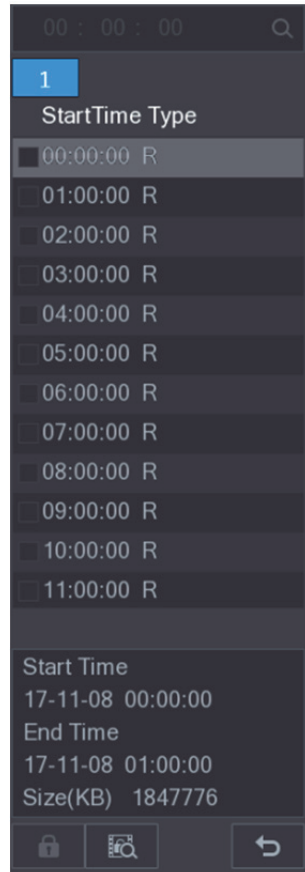 00 : 00 : 00
1
StartTime Type
00:00:00 R
01:00:00 R
02:00:00 R
03:00:00 R
04:00:00 R
05:00:00 R
06:00:00 R
07:00:00 R
08:00:00 R
09:00:00 R
10:00:00 R
11:00:00 R
Start Time
17-11-08 00:00:00
End Time
17-11-08 01:00:00
Size(KB) 1847776